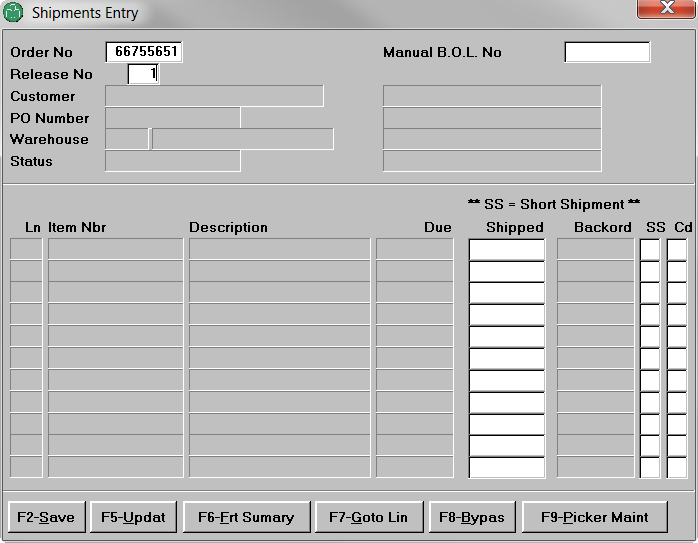 Shipments Entry
Order No 66755651 Manual B.O.L. No
Release No 1
Customer
PO Number
Warehouse
Status
** SS = Short Shipment **
Ln Item Nbr Description Due Shipped Backord SS Cd
F2-Save F5-Updat F6-Frt Sumary F7-Goto Lin F8-Bypas F9-Picker Maint